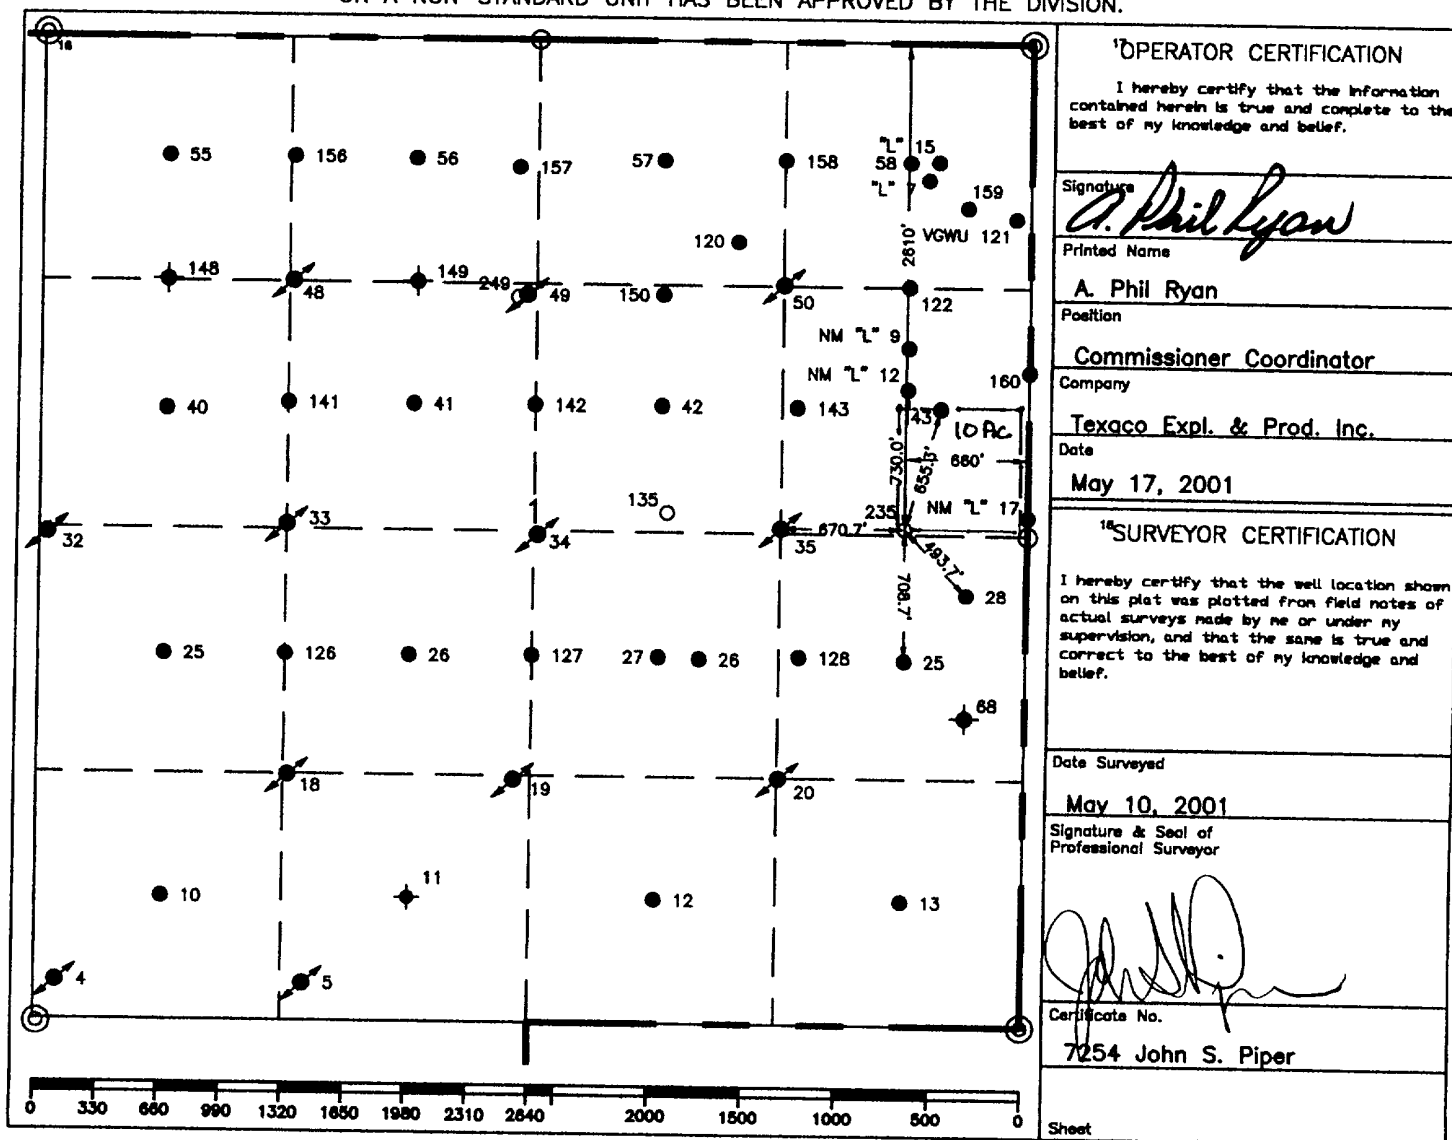 OR A NON-STANDARD UNIT HAS BEEN APPROVED BY THE DIVISION.
16
55 156 56 157 57 158 "L" 15
58
"L" 7
159
VGWU 121
120
2610'
148 48 149 249 49 150 50 122
NM "L" 9
NM "L" 12
160
40 141 41 142 42 143 43
10 AC
730.0'
655.3'
660'
135
235
NM "L" 17
32 33 34 35
670.7'
493.7'
708.7'
28
25 126 26 127 27 26 128 25
68
18 19 20
10 11 12 13
4 5
0 330 660 990 1320 1650 1980 2310 2640 2000 1500 1000 500 0
17 OPERATOR CERTIFICATION
I hereby certify that the information
contained herein is true and complete to the
best of my knowledge and belief.
Signature
A. Phil Ryan
Printed Name
A. Phil Ryan
Position
Commissioner Coordinator
Company
Texaco Expl. & Prod. Inc.
Date
May 17, 2001
18 SURVEYOR CERTIFICATION
I hereby certify that the well location shown
on this plat was plotted from field notes of
actual surveys made by me or under my
supervision, and that the same is true and
correct to the best of my knowledge and
belief.
Date Surveyed
May 10, 2001
Signature & Seal of
Professional Surveyor
Certificate No.
7254 John S. Piper
Sheet